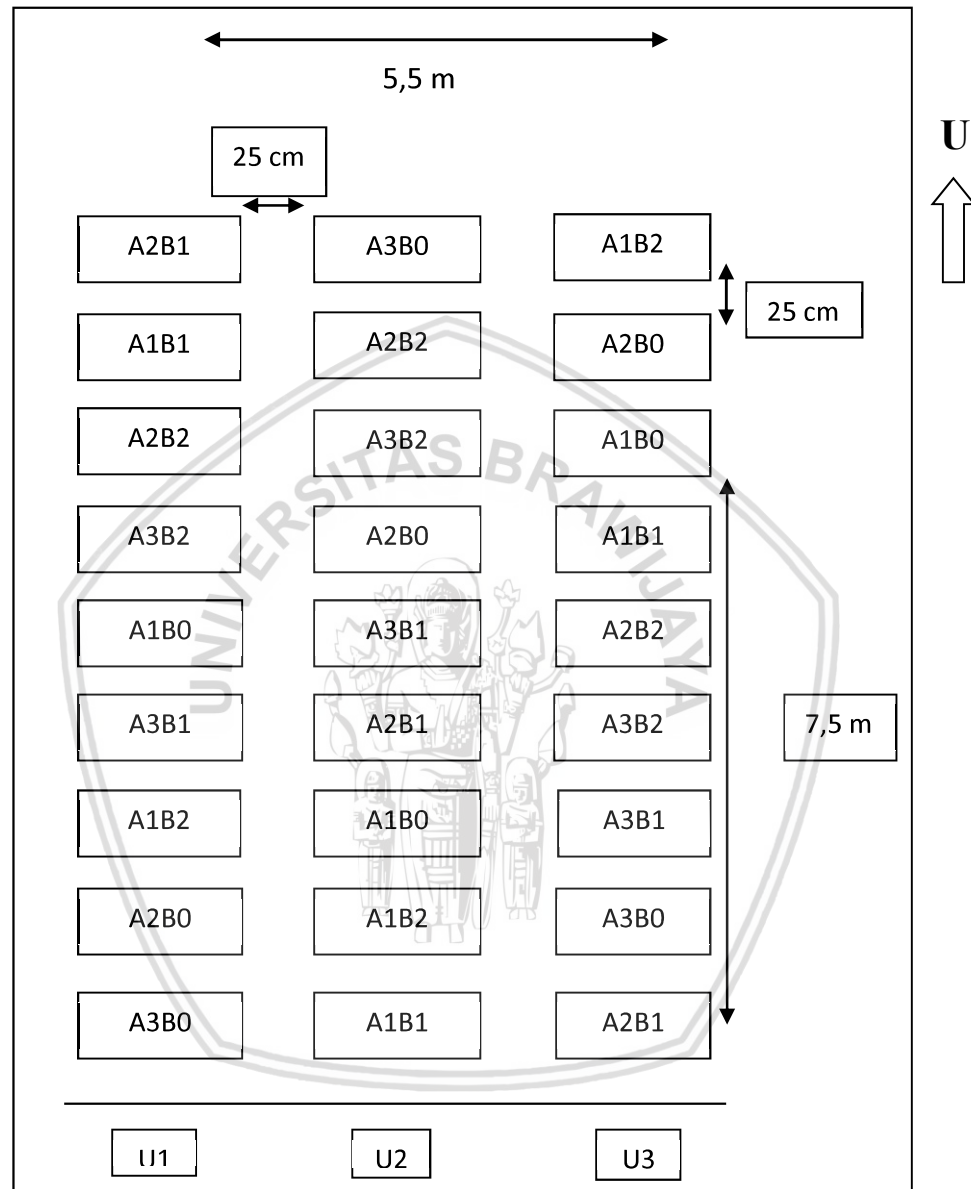 5,5 m
U
25 cm
A2B1 A3B0 A1B2
25 cm
A1B1 A2B2 A2B0
A2B2 A3B2 A1B0
A3B2 A2B0 A1B1
A1B0 A3B1 A2B2
A3B1 A2B1 A3B2
7,5 m
A1B2 A1B0 A3B1
A2B0 A1B2 A3B0
A3B0 A1B1 A2B1
U1 U2 U3
UNIVERSITAS BRAWIJAYA